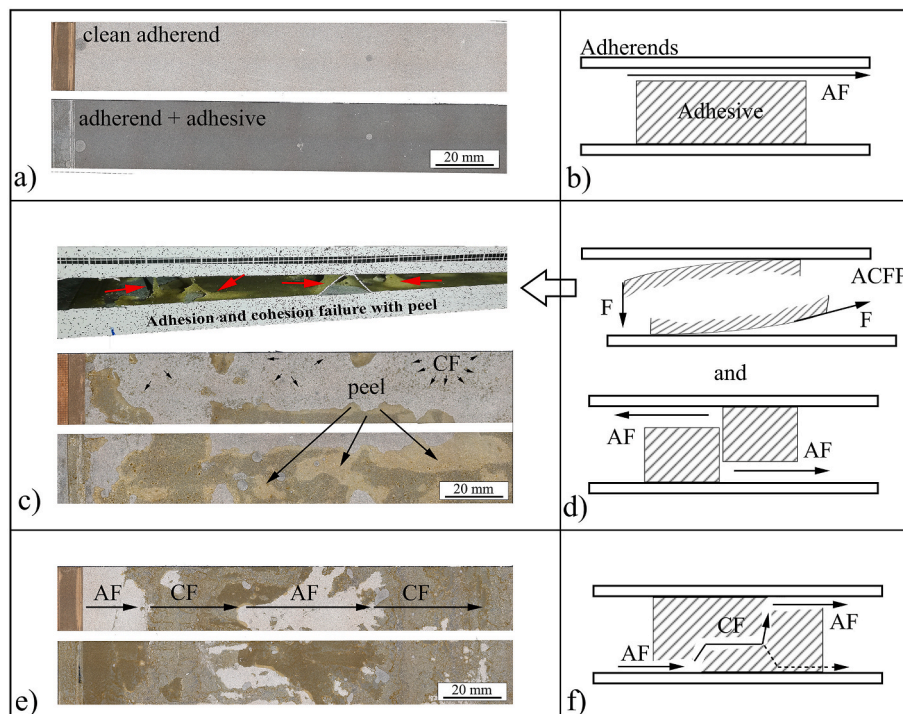 clean adherend
adherend + adhesive
20 mm
a)
Adherends
AF
Adhesive
b)
Adhesion and cohesion failure with peel
CF
peel
20 mm
c)
ACFP
F
F
and
AF
AF
d)
AF
CF
AF
CF
20 mm
e)
CF
AF
AF
f)